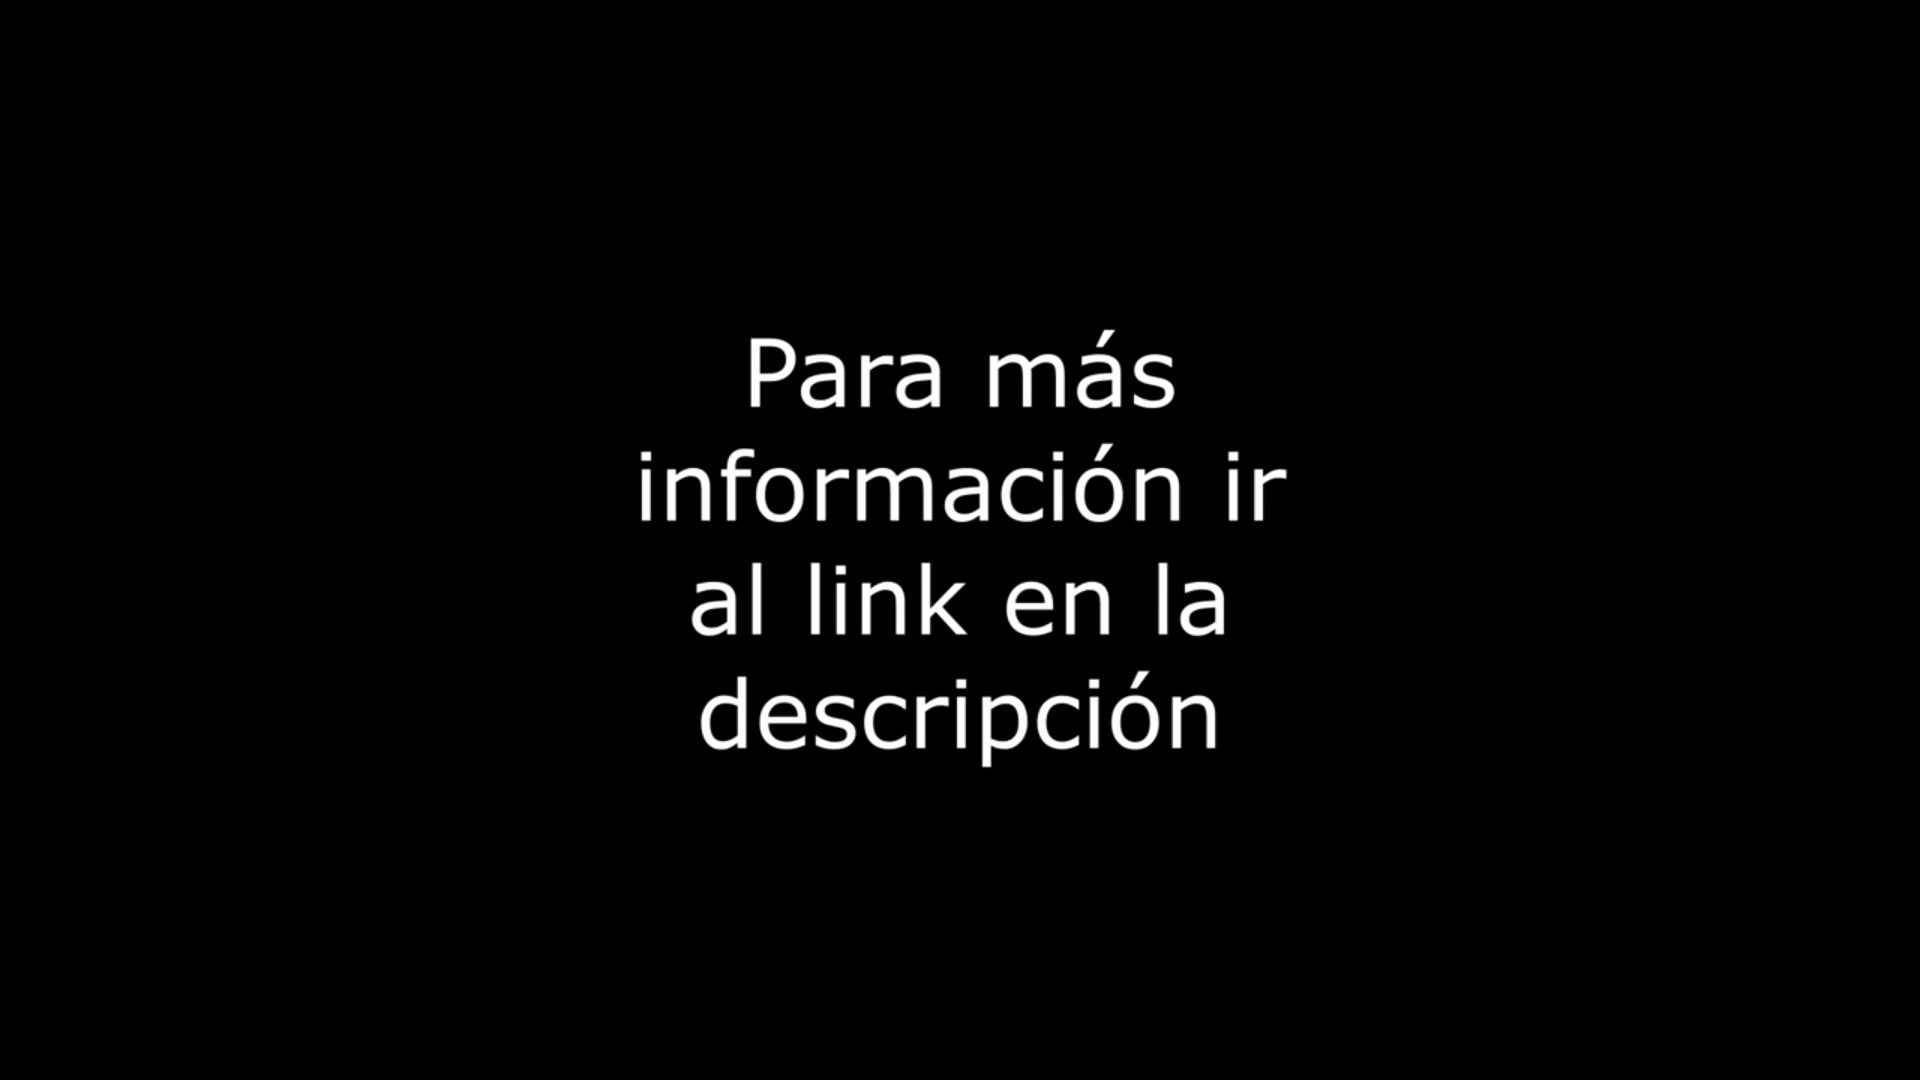 Para más
información ir
al link en la
descripción